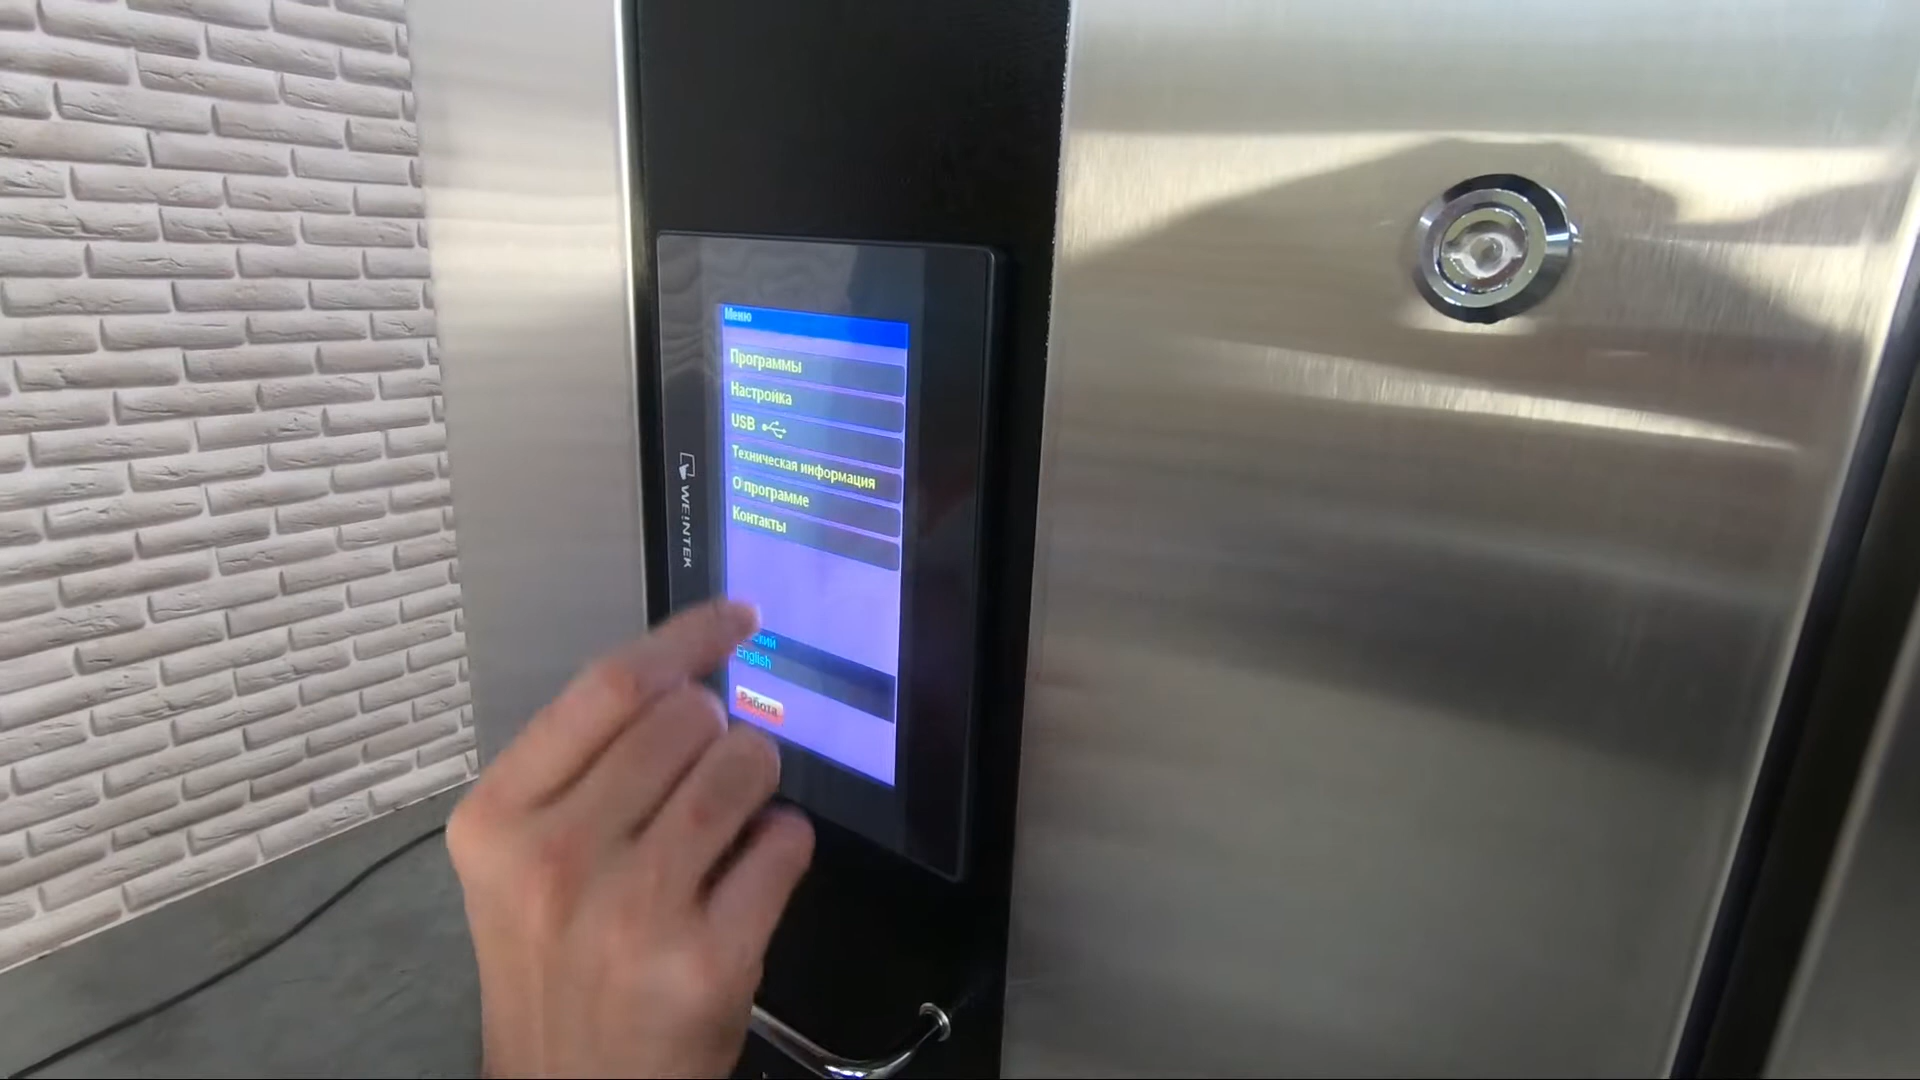 Меню
Программы
Настройка
USB
Техническая информация
О программе
Контакты
English
Работа
WEINTEK